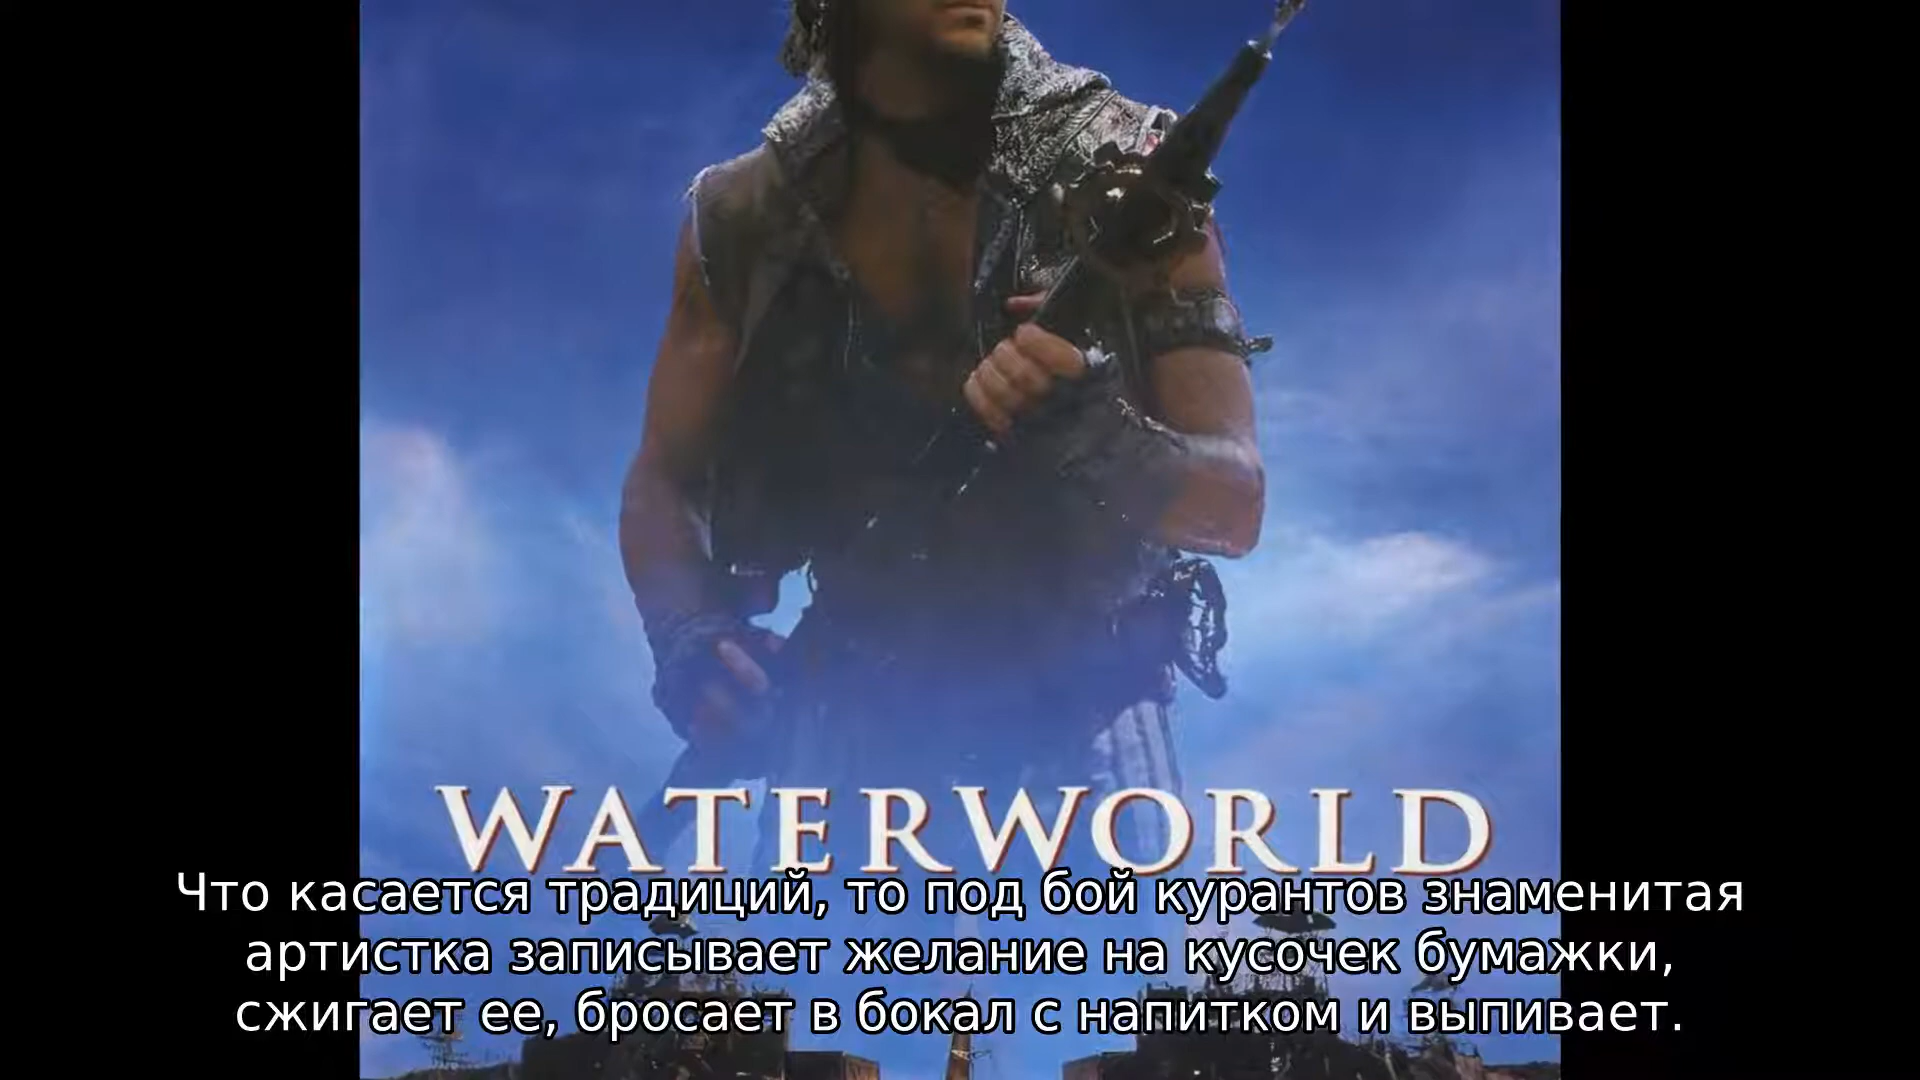 WATERWORLD
Что касается традиций, то под бой курантов знаменитая
артистка записывает желание на кусочек бумажки,
сжигает ее, бросает в бокал с напитком и выпивает.